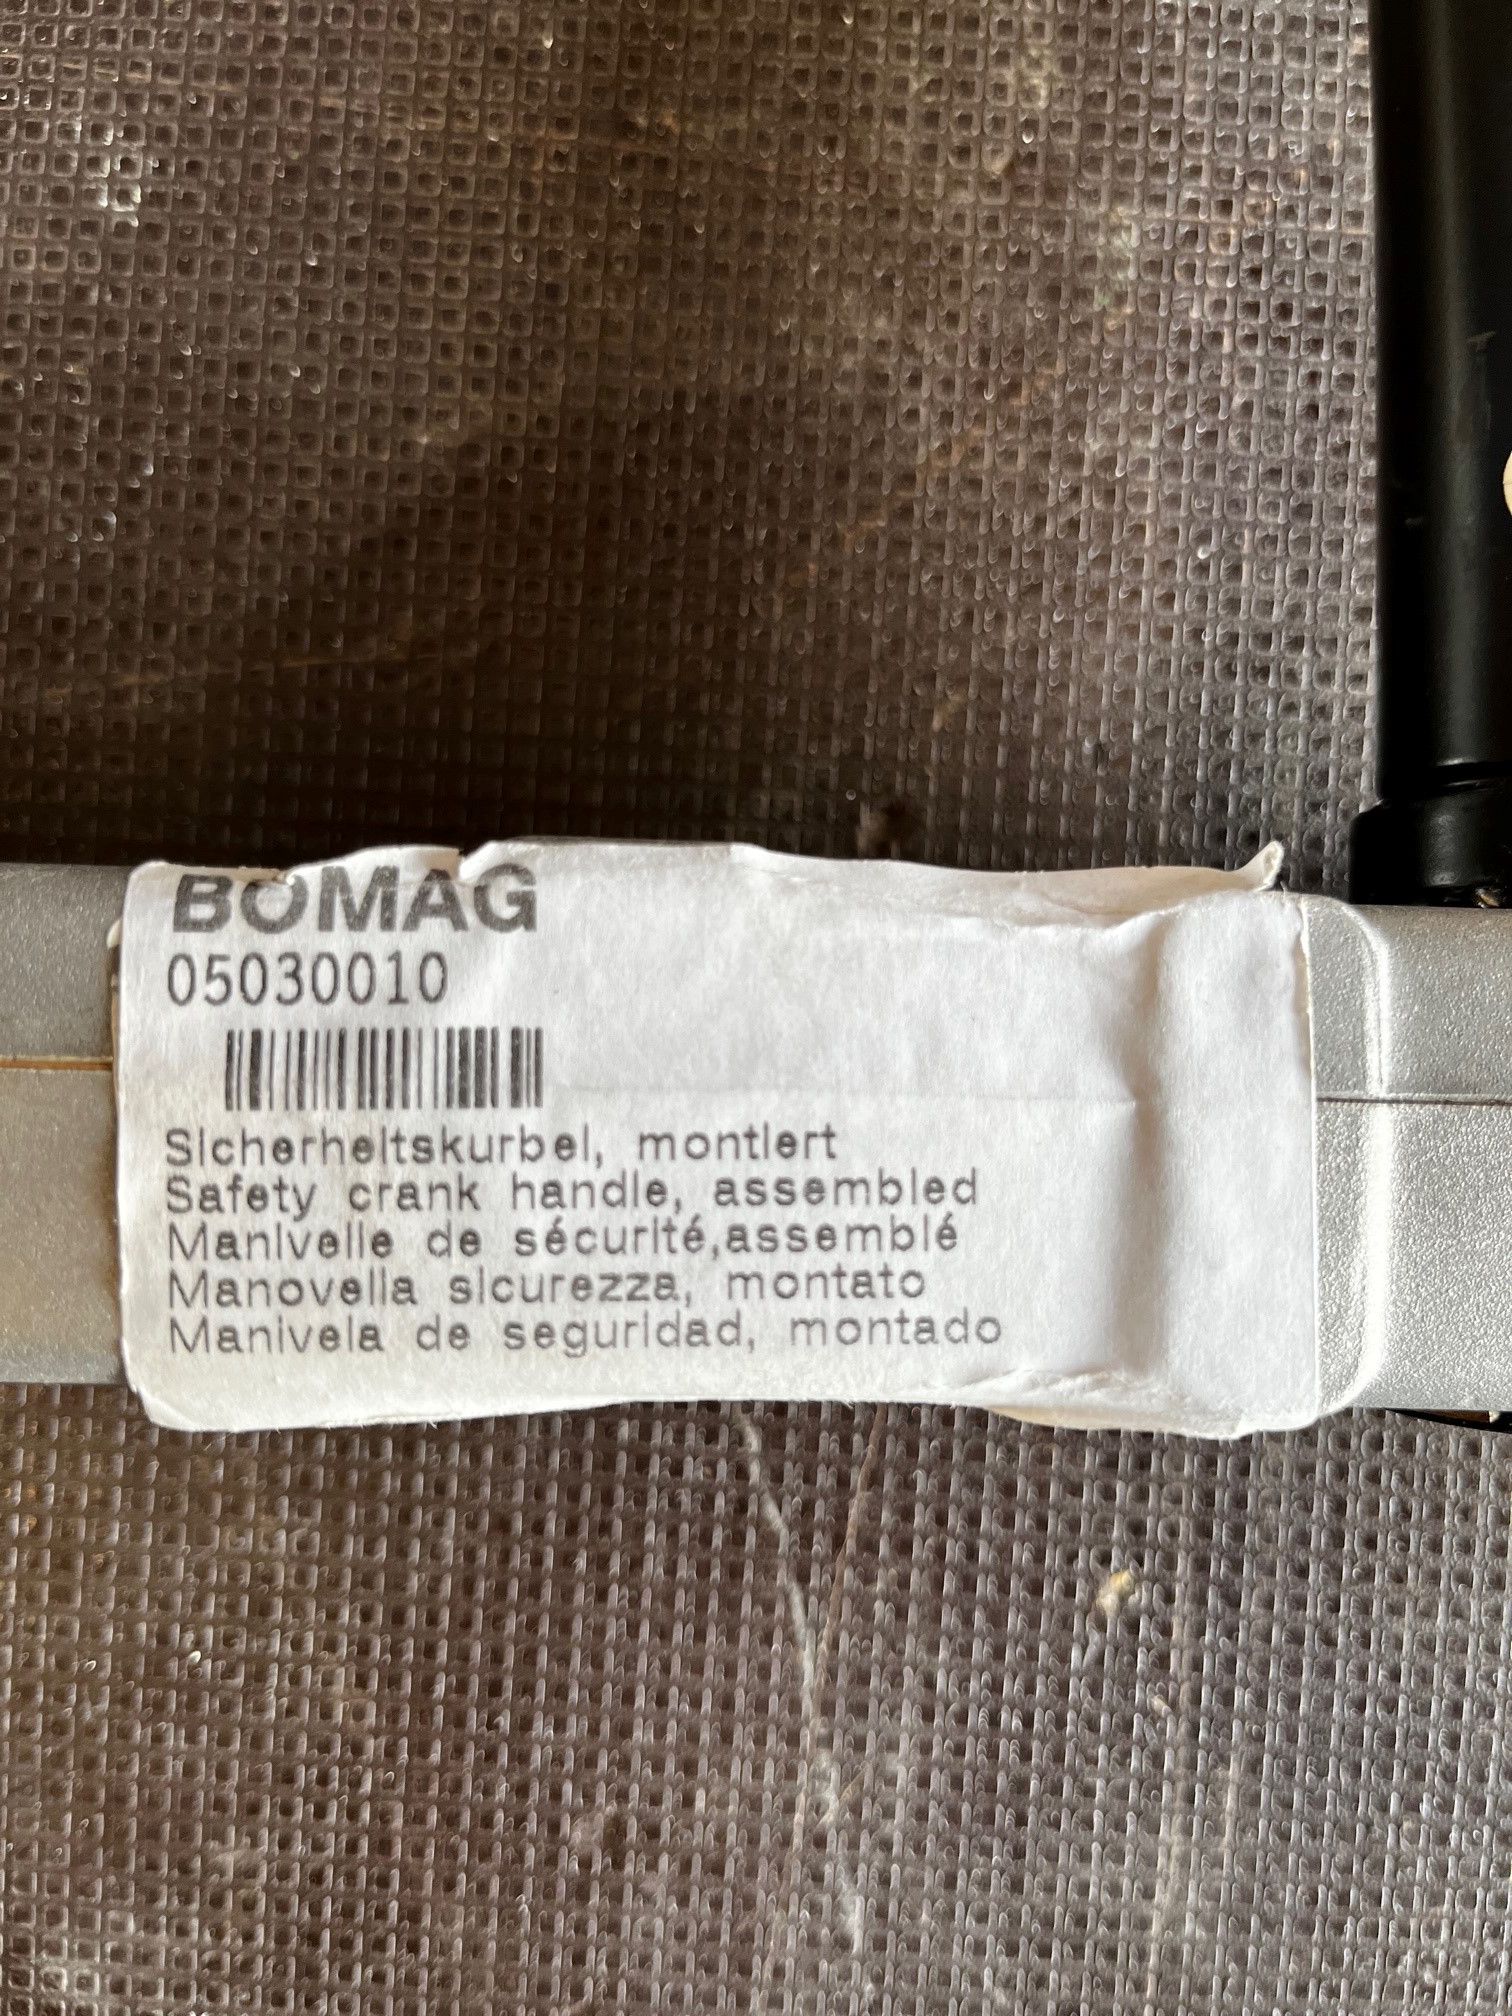 BOMAG
05030010
Sicherheitskurbel, montiert
Safety crank handle, assembled
Manivelle de sécurité,assemblé
Manovella sicurezza, montato
Manivela de seguridad, montado